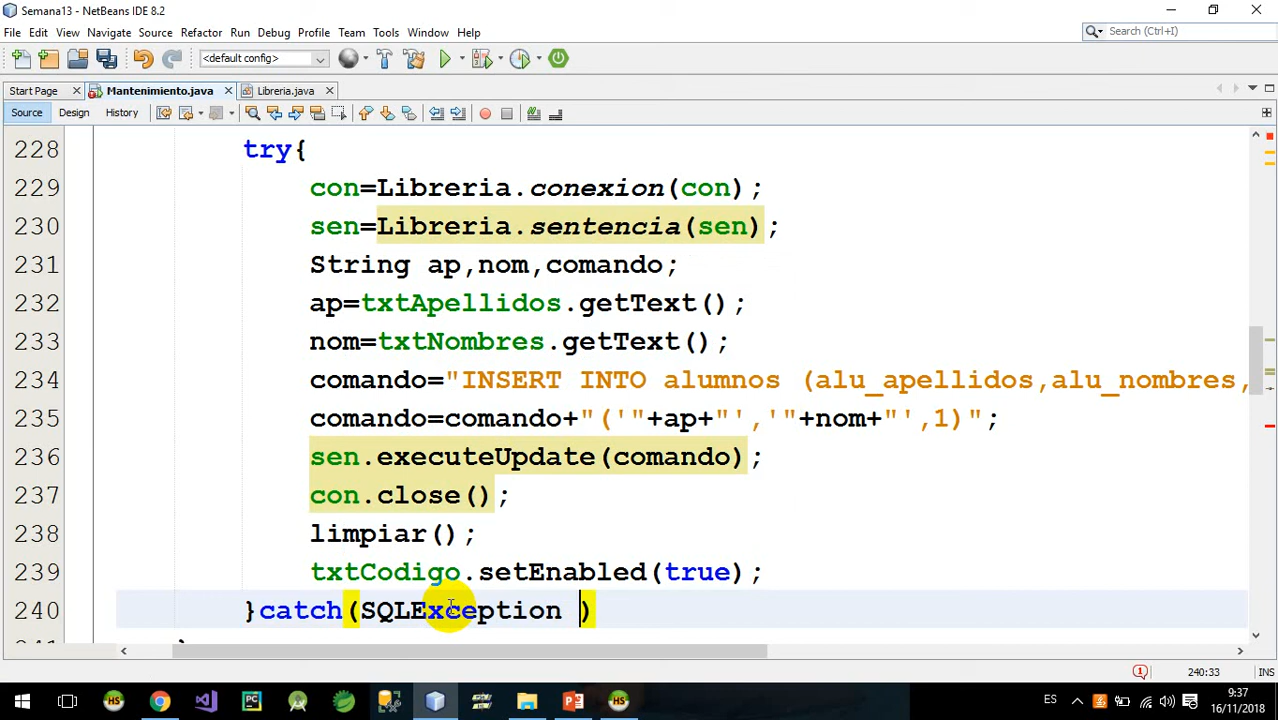 Semana13 - NetBeans IDE 8.2
File Edit View Navigate Source Refactor Run Debug Profile Team Tools Window Help
Search (Ctrl+I)
<default config>
Start Page Mantenimiento.java Libreria.java
Source Design History
228 try{
229 con=Libreria.conexion(con);
230 sen=Libreria.sentencia(sen);
231 String ap,nom,comando;
232 ap=txtApellidos.getText();
233 nom=txtNombres.getText();
234 comando="INSERT INTO alumnos (alu_apellidos,alu_nombres,
235 comando=comando+"('"+ap+"','"+nom+"',1)";
236 sen.executeUpdate(comando);
237 con.close();
238 limpiar();
239 txtCodigo.setEnabled(true);
240 }catch(SQLException )
1 240:33 INS
ES 9:37
16/11/2018